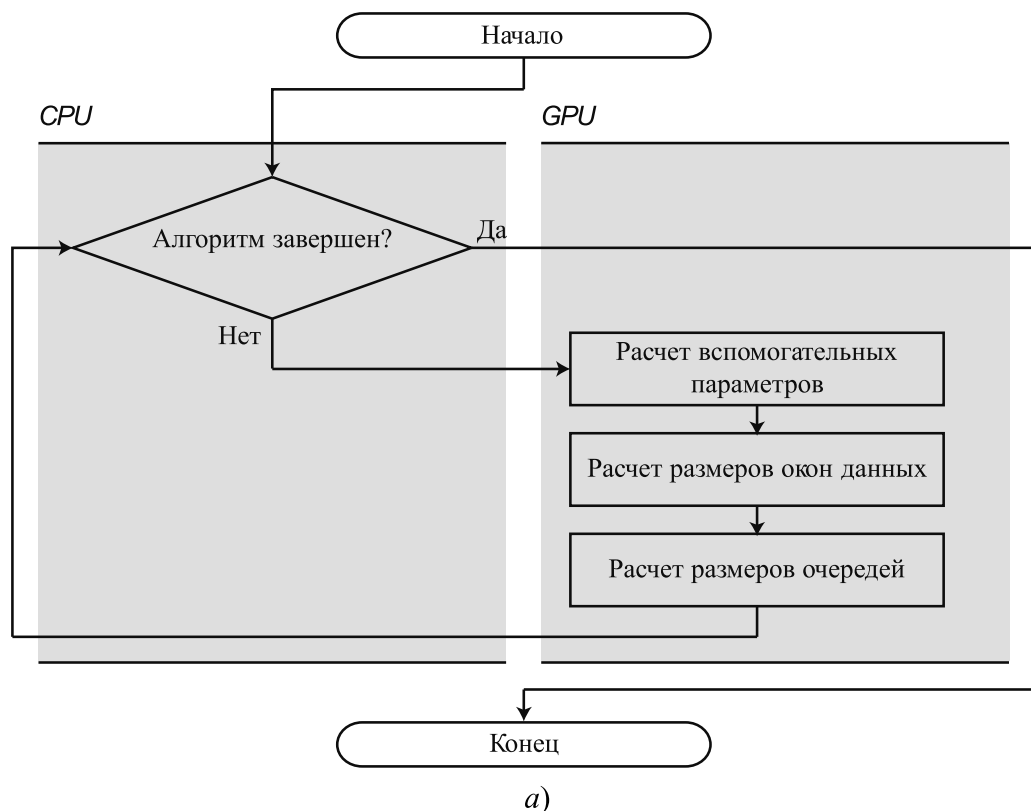 Начало
CPU
GPU
Алгоритм завершен?
Да
Нет
Расчет вспомогательных
параметров
Расчет размеров окон данных
Расчет размеров очередей
Конец
а)